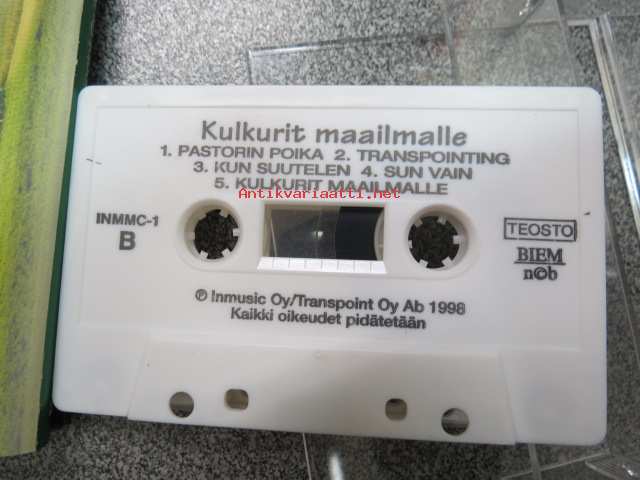 Kulkurit maailmalle
1. PASTORIN POIKA 2. TRANSPOINTING
3. KUN SUUTELEN 4. SUN VAIN
5. KULKURIT MAAILMALLE
Antikvariaatti.net
INMMC-1
B
TEOSTO
BIEM
n©b
℗ Inmusic Oy/Transpoint Oy Ab 1998
Kaikki oikeudet pidätetään